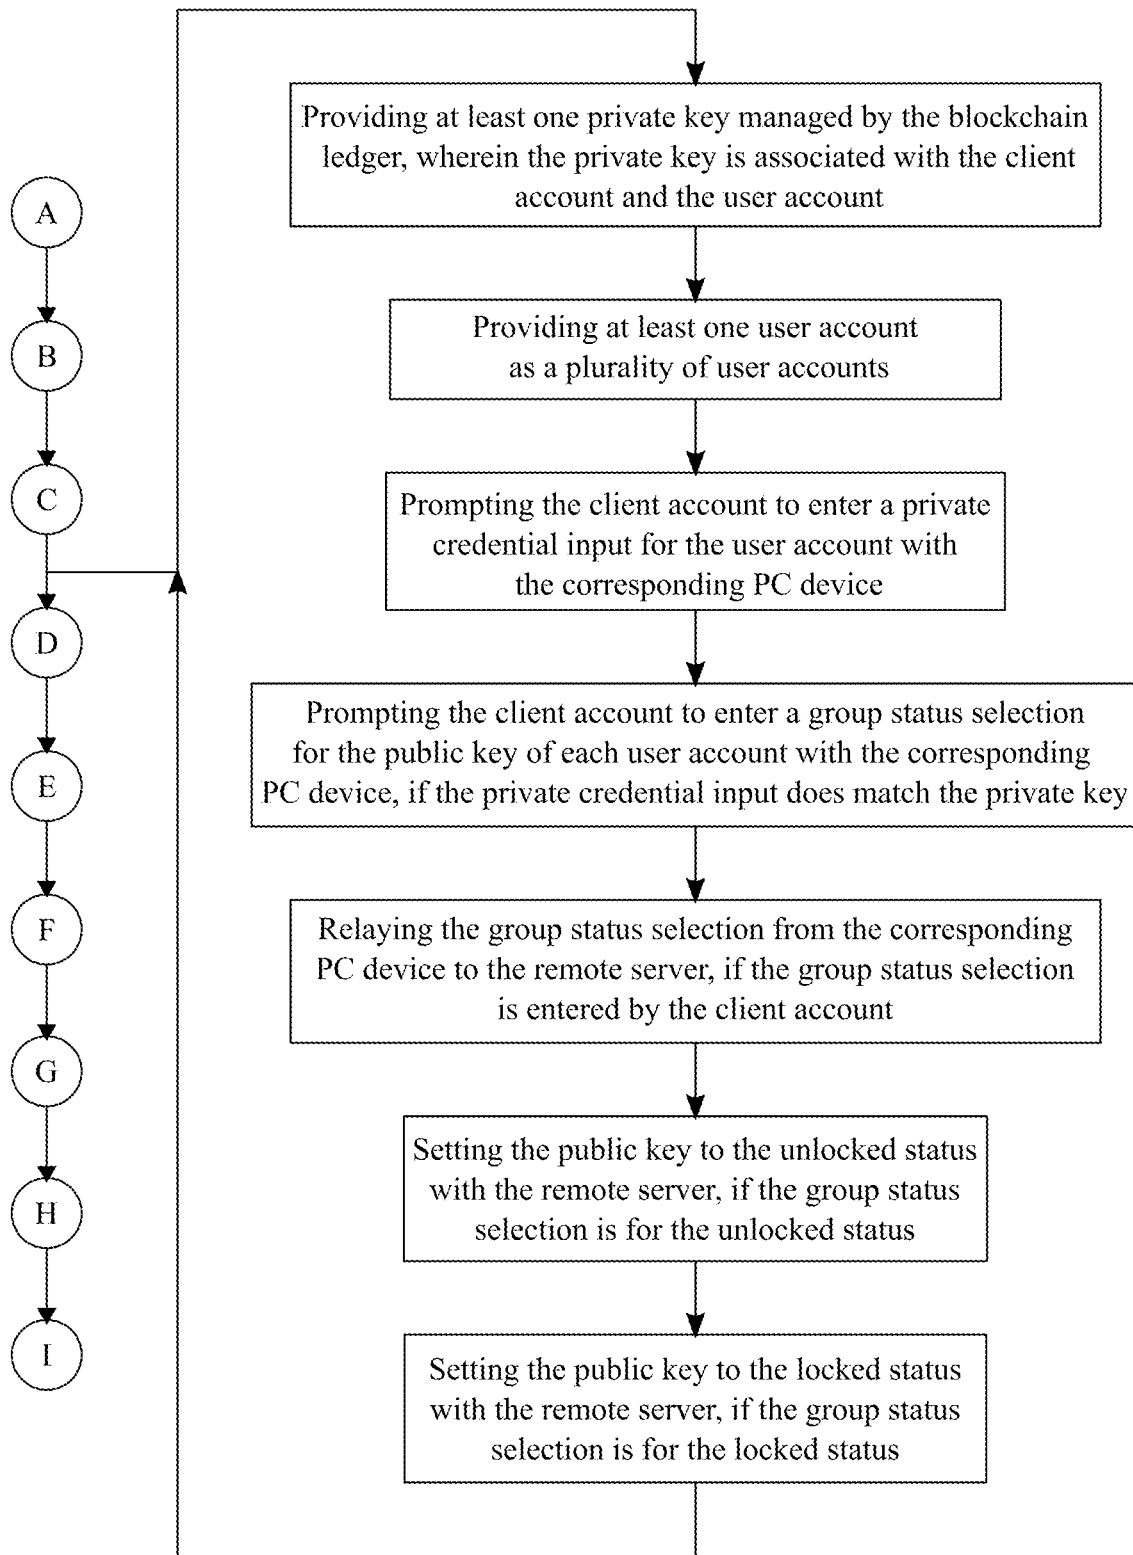 A
B
C
D
E
F
G
H
I
Providing at least one private key managed by the blockchain
ledger, wherein the private key is associated with the client
account and the user account
Providing at least one user account
as a plurality of user accounts
Prompting the client account to enter a private
credential input for the user account with
the corresponding PC device
Prompting the client account to enter a group status selection
for the public key of each user account with the corresponding
PC device, if the private credential input does match the private key
Relaying the group status selection from the corresponding
PC device to the remote server, if the group status selection
is entered by the client account
Setting the public key to the unlocked status
with the remote server, if the group status
selection is for the unlocked status
Setting the public key to the locked status
with the remote server, if the group status
selection is for the locked status